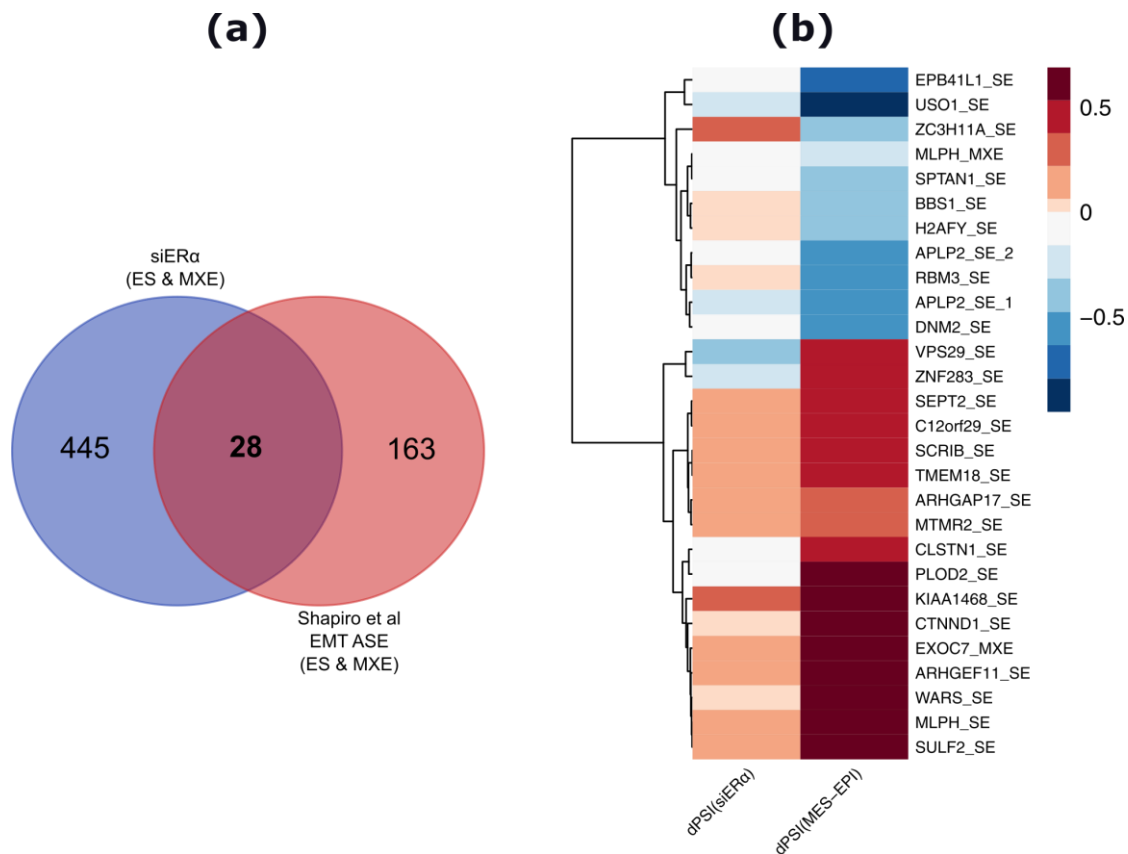 (a)
siERα
(ES & MXE)
445
28
163
Shapiro et al
EMT ASE
(ES & MXE)
(b)
EPB41L1_SE
USO1_SE
ZC3H11A_SE
MLPH_MXE
SPTAN1_SE
BBS1_SE
H2AFY_SE
APLP2_SE_2
RBM3_SE
APLP2_SE_1
DNM2_SE
VPS29_SE
ZNF283_SE
SEPT2_SE
C12orf29_SE
SCRIB_SE
TMEM18_SE
ARHGAP17_SE
MTMR2_SE
CLSTN1_SE
PLOD2_SE
KIAA1468_SE
CTNND1_SE
EXOC7_MXE
ARHGEF11_SE
WARS_SE
MLPH_SE
SULF2_SE
dPSI(siERα)
dPSI(MES−EPI)
0.5
0
−0.5